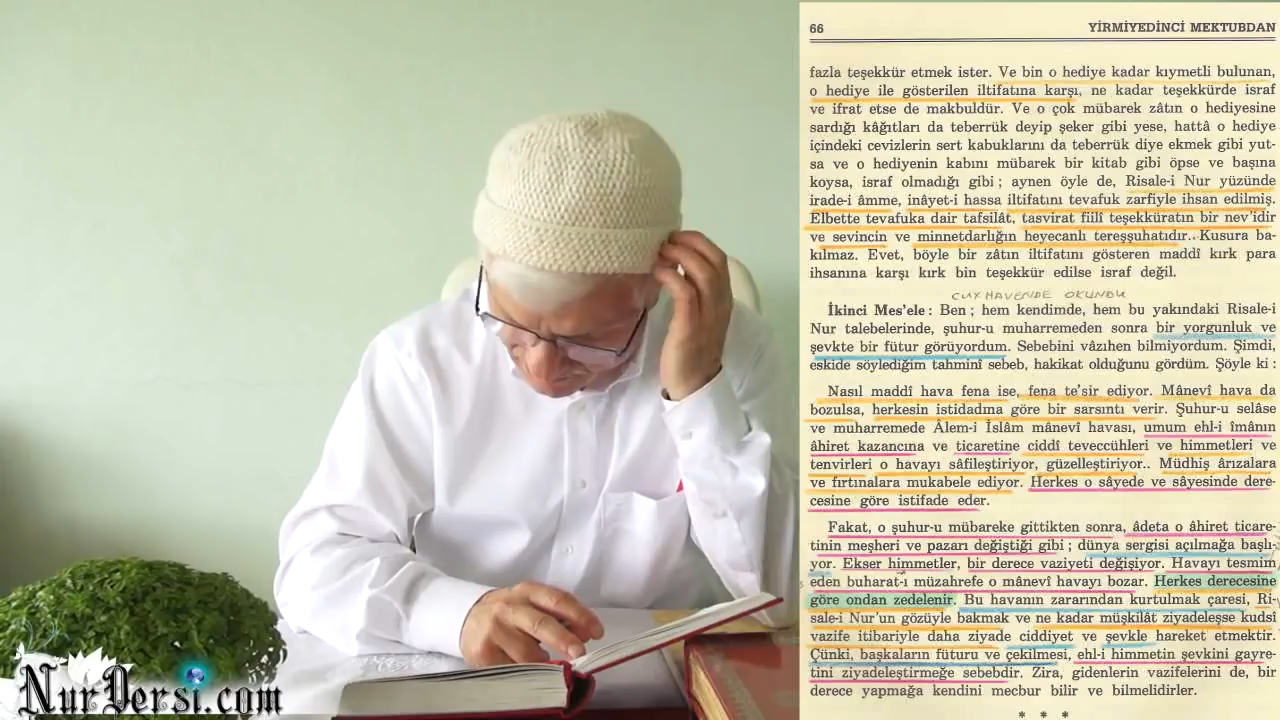 66 YİRMİYEDİNCİ MEKTUBDAN
fazla teşekkür etmek ister. Ve bin o hediye kadar kıymetli bulunan,
o hediye ile gösterilen iltifatına karşı, ne kadar teşekkürde israf
ve ifrat etse de makbuldür. Ve o çok mübarek zâtın o hediyesine
sardığı kâğıtları da teberrük deyip şeker gibi yese, hattâ o hediye
içindeki cevizlerin sert kabuklarını da teberrük diye ekmek gibi yut-
sa ve o hediyenin kabını mübarek bir kitab gibi öpse ve başına
koysa, israf olmadığı gibi; aynen öyle de, Risale-i Nur yüzünde
irade-i âmme, inâyet-i hassa iltifatını tevafuk zarfiyle ihsan edilmiş.
Elbette tevafuka dair tafsilât, tasvirat fiilî teşekküratın bir nev'idir
ve sevincin ve minnetdarlığın heyecanlı tereşşuhatıdır.. Kusura ba-
kılmaz. Evet, böyle bir zâtın iltifatını gösteren maddî kırk para
ihsanına karşı kırk bin teşekkür edilse israf değil.
CUXHAVENDE OKUNDU
İkinci Mes'ele: Ben; hem kendimde, hem bu yakındaki Risale-i
Nur talebelerinde, şuhur-u muharremeden sonra bir yorgunluk ve
şevkte bir fütur görüyordum. Sebebini vâzıhen bilmiyordum. Şimdi,
eskide söylediğim tahminî sebeb, hakikat olduğunu gördüm. Şöyle ki:
Nasıl maddî hava fena ise, fena te'sir ediyor. Mânevî hava da
bozulsa, herkesin istidadına göre bir sarsıntı verir. Şuhur-u selâse
ve muharremede Âlem-i İslâm mânevî havası, umum ehl-i îmânın
âhiret kazancına ve ticaretine ciddî teveccühleri ve himmetleri ve
tenvirleri o havayı sâfileştiriyor, güzelleştiriyor.. Müdhiş ârızalara
ve fırtınalara mukabele ediyor. Herkes o sâyede ve sâyesinde dere-
cesine göre istifade eder.
Fakat, o şuhur-u mübareke gittikten sonra, âdeta o âhiret ticare-
tinin meşheri ve pazarı değiştiği gibi; dünya sergisi açılmağa başlı-
yor. Ekser himmetler, bir derece vaziyeti değişiyor. Havayı tesmim
eden buharat-ı müzahrefe o mânevî havayı bozar. Herkes derecesine
göre ondan zedelenir. Bu havanın zararından kurtulmak çaresi, Ri-
sale-i Nur'un gözüyle bakmak ve ne kadar müşkilât ziyadeleşse kudsî
vazife itibariyle daha ziyade ciddiyet ve şevkle hareket etmektir.
Çünki, başkaların füturu ve çekilmesi, ehl-i himmetin şevkini gayre-
tini ziyadeleştirmeğe sebebdir. Zira, gidenlerin vazifelerini de, bir
derece yapmağa kendini mecbur bilir ve bilmelidirler.
* * *
NurDersi.com